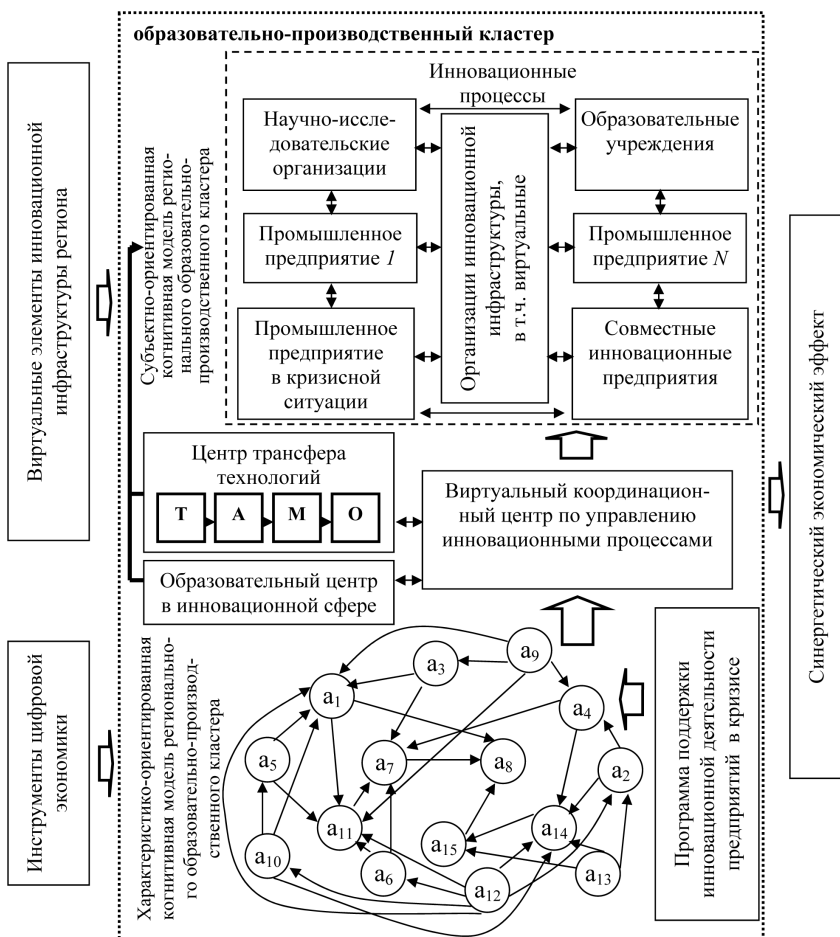 образовательно-производственный кластер
Виртуальные элементы инновационной
инфраструктуры региона
Субъектно-ориентированная
когнитивная модель регио-
нального образовательно-
производственного кластера
Инновационные
процессы
Научно-иссле-
довательские
организации
Образовательные
учреждения
Организации инновационной
инфраструктуры,
в т.ч. виртуальные
Промышленное
предприятие 1
Промышленное
предприятие N
Промышленное
предприятие
в кризисной
ситуации
Совместные
инновационные
предприятия
Центр трансфера
технологий
Т А М О
Виртуальный координацион-
ный центр по управлению
инновационными процессами
Образовательный центр
в инновационной сфере
Синергетический экономический эффект
Инструменты цифровой
экономики
Характеристико-ориентированная
когнитивная модель регионально-
го образовательно-производ-
ственного кластера
a9
a3
a1
a4
a5
a7
a8
a2
a11
a15
a14
a10
a6
a12
a13
Программа поддержки
инновационной деятельности
предприятий в кризисе